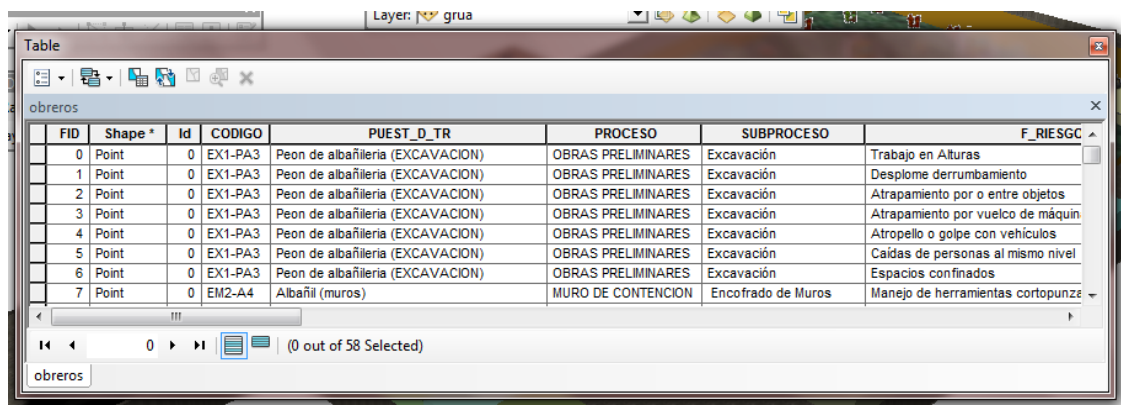 Layer: grua
Table
obreros
FID Shape * Id CODIGO PUEST_D_TR PROCESO SUBPROCESO F_RIESGO
0 Point 0 EX1-PA3 Peon de albañileria (EXCAVACION) OBRAS PRELIMINARES Excavación Trabajo en Alturas
1 Point 0 EX1-PA3 Peon de albañileria (EXCAVACION) OBRAS PRELIMINARES Excavación Desplome derrumbamiento
2 Point 0 EX1-PA3 Peon de albañileria (EXCAVACION) OBRAS PRELIMINARES Excavación Atrapamiento por o entre objetos
3 Point 0 EX1-PA3 Peon de albañileria (EXCAVACION) OBRAS PRELIMINARES Excavación Atrapamiento por vuelco de máquin
4 Point 0 EX1-PA3 Peon de albañileria (EXCAVACION) OBRAS PRELIMINARES Excavación Atropello o golpe con vehículos
5 Point 0 EX1-PA3 Peon de albañileria (EXCAVACION) OBRAS PRELIMINARES Excavación Caídas de personas al mismo nivel
6 Point 0 EX1-PA3 Peon de albañileria (EXCAVACION) OBRAS PRELIMINARES Excavación Espacios confinados
7 Point 0 EM2-A4 Albañil (muros) MURO DE CONTENCION Encofrado de Muros Manejo de herramientas cortopunza
0 (0 out of 58 Selected)
obreros